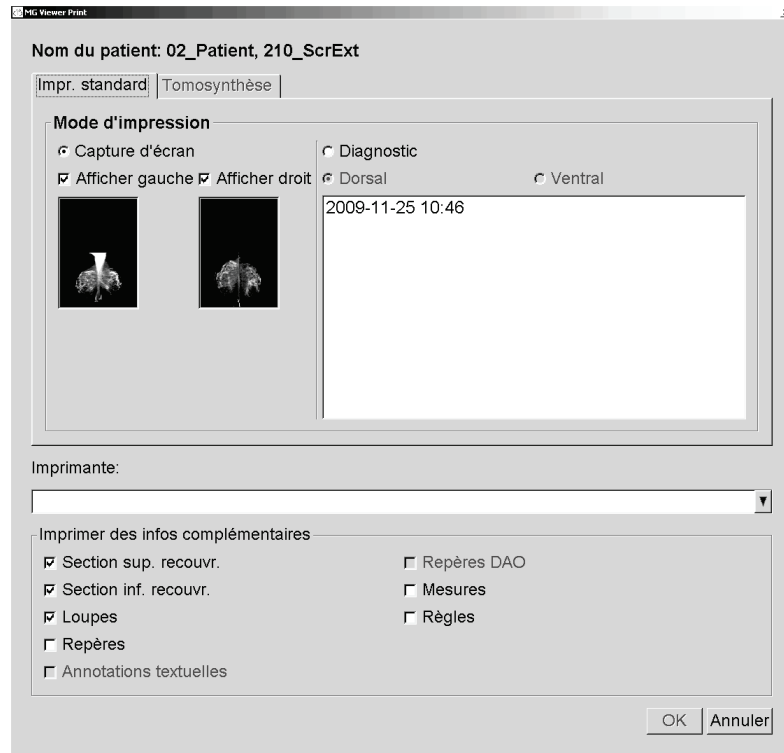 MG Viewer Print
Nom du patient: 02_Patient, 210_ScrExt
Impr. standard Tomosynthèse
Mode d'impression
Capture d'écran Diagnostic
Afficher gauche Afficher droit Dorsal Ventral
2009-11-25 10:46
Imprimante:
Imprimer des infos complémentaires
Section sup. recouvr. Repères DAO
Section inf. recouvr. Mesures
Loupes Règles
Repères
Annotations textuelles
OK Annuler